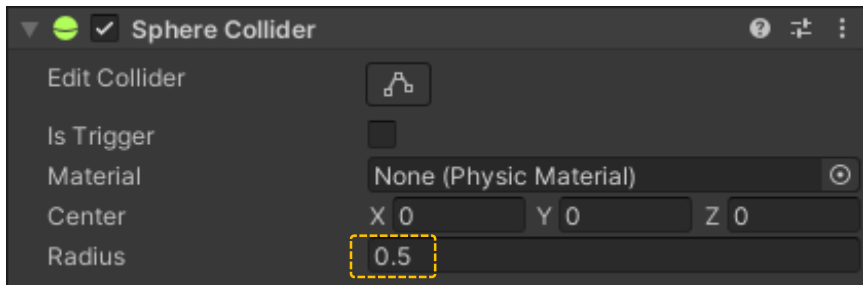 Sphere Collider
Edit Collider
Is Trigger
Material None (Physic Material)
Center X 0 Y 0 Z 0
Radius 0.5